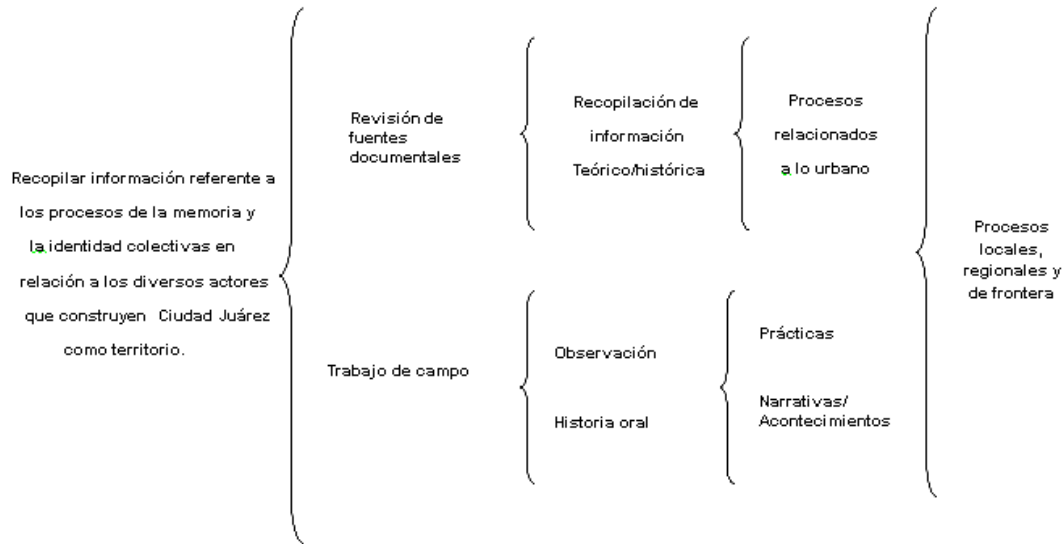 Recopilar información referente a
los procesos de la memoria y
la identidad colectivas en
relación a los diversos actores
que construyen Ciudad Juárez
como territorio.
Revisión de
fuentes
documentales
Recopilación de
información
Teórico/histórica
Procesos
relacionados
a lo urbano
Trabajo de campo
Observación
Historia oral
Prácticas
Narrativas/
Acontecimientos
Procesos
locales,
regionales y
de frontera